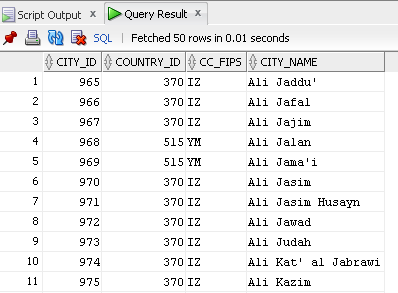 Script Output x Query Result x
SQL | Fetched 50 rows in 0.01 seconds
CITY_ID COUNTRY_ID CC_FIPS CITY_NAME
1 965 370 IZ Ali Jaddu'
2 966 370 IZ Ali Jafal
3 967 370 IZ Ali Jajim
4 968 515 YM Ali Jalan
5 969 515 YM Ali Jama'i
6 970 370 IZ Ali Jasim
7 971 370 IZ Ali Jasim Husayn
8 972 370 IZ Ali Jawad
9 973 370 IZ Ali Judah
10 974 370 IZ Ali Kat' al Jabrawi
11 975 370 IZ Ali Kazim